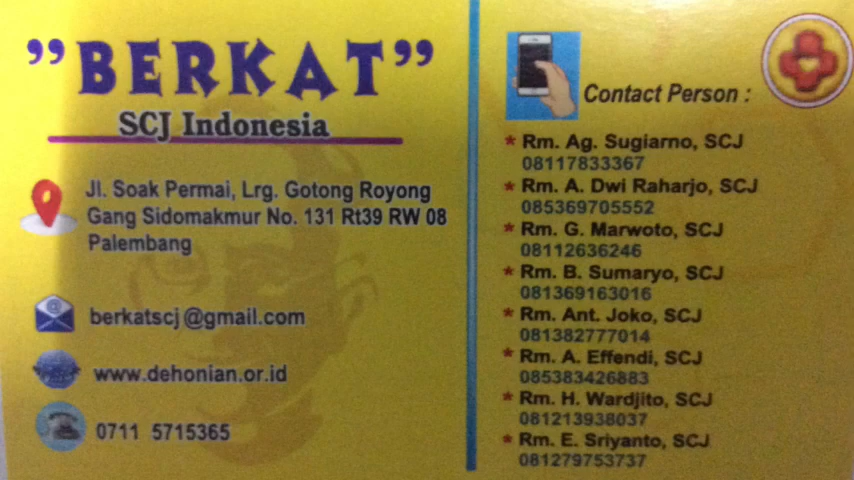 "BERKAT"
SCJ Indonesia
Jl. Soak Permai, Lrg. Gotong Royong
Gang Sidomakmur No. 131 Rt39 RW 08
Palembang
berkatscj@gmail.com
www.dehonian.or.id
0711 5715365
Contact Person :
* Rm. Ag. Sugiarno, SCJ
08117833367
* Rm. A. Dwi Raharjo, SCJ
085369705552
* Rm. G. Marwoto, SCJ
08112636246
* Rm. B. Sumaryo, SCJ
081369163016
* Rm. Ant. Joko, SCJ
081382777014
* Rm. A. Effendi, SCJ
085383426883
* Rm. H. Wardjito, SCJ
081213938037
* Rm. E. Sriyanto, SCJ
081279753737